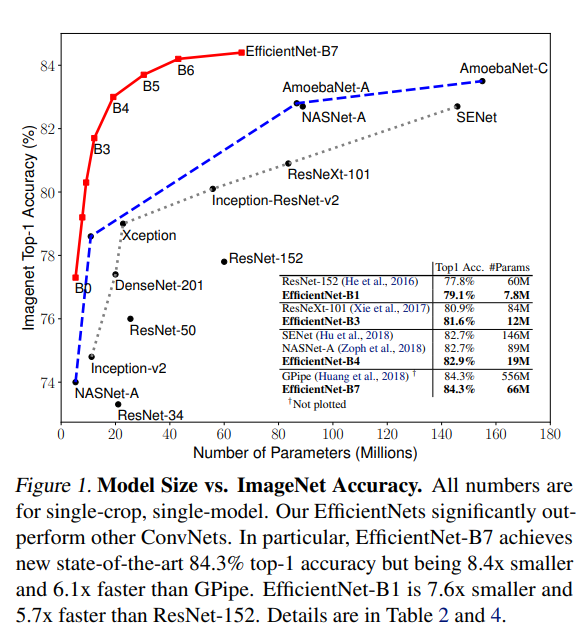 84
82
80
78
76
74
0
20
40
60
80
100
120
140
160
180
Imagenet Top-1 Accuracy (%)
Number of Parameters (Millions)
EfficientNet-B7
B6
B5
B4
B3
B0
AmoebaNet-A
AmoebaNet-C
NASNet-A
SENet
ResNeXt-101
Inception-ResNet-v2
Xception
ResNet-152
DenseNet-201
ResNet-50
Inception-v2
NASNet-A
ResNet-34
Top1 Acc. #Params
ResNet-152 (He et al., 2016) 77.8% 60M
EfficientNet-B1 79.1% 7.8M
ResNeXt-101 (Xie et al., 2017) 80.9% 84M
EfficientNet-B3 81.6% 12M
SENet (Hu et al., 2018) 82.7% 146M
NASNet-A (Zoph et al., 2018) 82.7% 89M
EfficientNet-B4 82.9% 19M
GPipe (Huang et al., 2018) † 84.3% 556M
EfficientNet-B7 84.3% 66M
†Not plotted
Figure 1. Model Size vs. ImageNet Accuracy. All numbers are
for single-crop, single-model. Our EfficientNets significantly out-
perform other ConvNets. In particular, EfficientNet-B7 achieves
new state-of-the-art 84.3% top-1 accuracy but being 8.4x smaller
and 6.1x faster than GPipe. EfficientNet-B1 is 7.6x smaller and
5.7x faster than ResNet-152. Details are in Table 2 and 4.